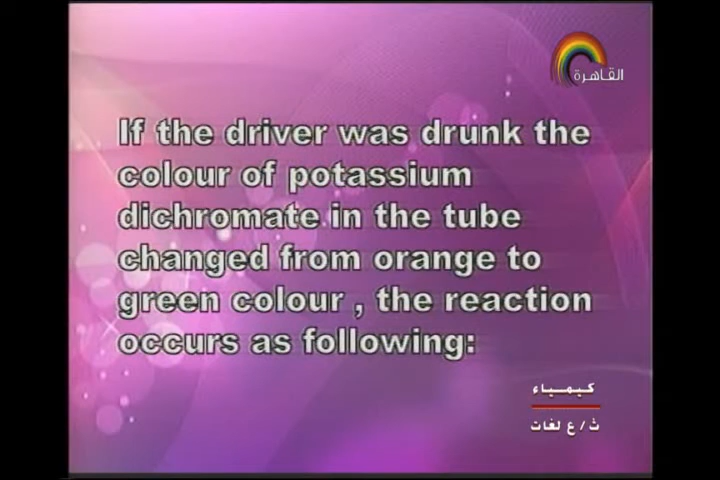 القاهرة
If the driver was drunk the
colour of potassium
dichromate in the tube
changed from orange to
green colour , the reaction
occurs as following:
كيمياء
ث/ع لغات